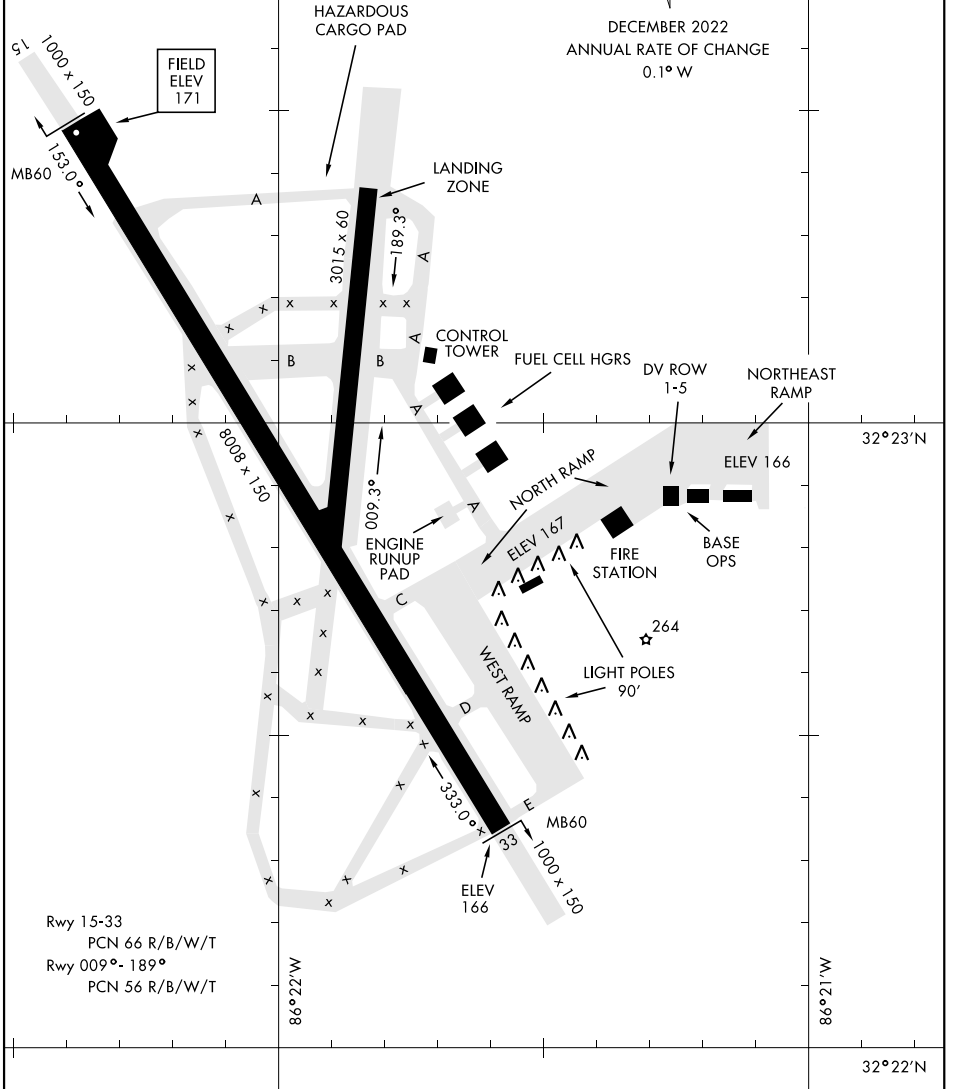 HAZARDOUS
CARGO PAD
DECEMBER 2022
ANNUAL RATE OF CHANGE
0.1° W
15
1000 x 150
FIELD
ELEV
171
MB60
153.0°
A
LANDING
ZONE
3015 x 60
189.3°
A
x x x x x x
A
CONTROL
TOWER
B
B
FUEL CELL HGRS
DV ROW
1-5
NORTHEAST
RAMP
x
x
x
A
32°23'N
8008 x 150
009.3°
NORTH RAMP
ELEV 166
x
A
ENGINE
RUNUP
PAD
ELEV 167
FIRE
STATION
BASE
OPS
x x x
C
x
264
x
WEST RAMP
LIGHT POLES
90'
x
D
x x x
x
x
x
333.0°
E
MB60
x
33
1000 x 150
x x x
x
ELEV
166
Rwy 15-33
PCN 66 R/B/W/T
Rwy 009°- 189°
PCN 56 R/B/W/T
86°22'W
86°21'W
32°22'N